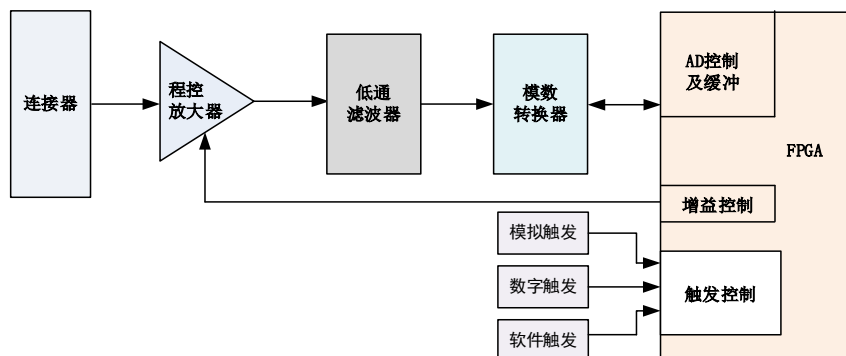 连接器
程控
放大器
低通
滤波器
模数
转换器
AD控制
及缓冲
FPGA
增益控制
模拟触发
数字触发
软件触发
触发控制